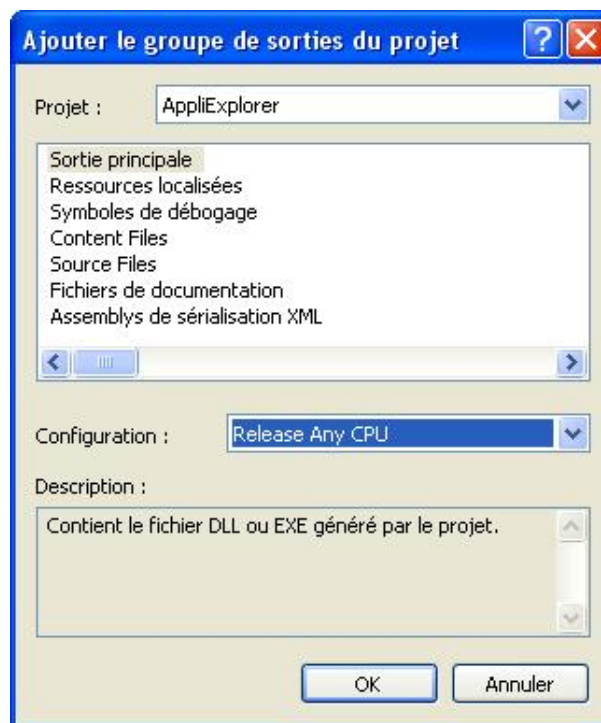 Ajouter le groupe de sorties du projet
Projet : AppliExplorer
Sortie principale
Ressources localisées
Symboles de débogage
Content Files
Source Files
Fichiers de documentation
Assemblys de sérialisation XML
Configuration : Release Any CPU
Description :
Contient le fichier DLL ou EXE généré par le projet.
OK Annuler